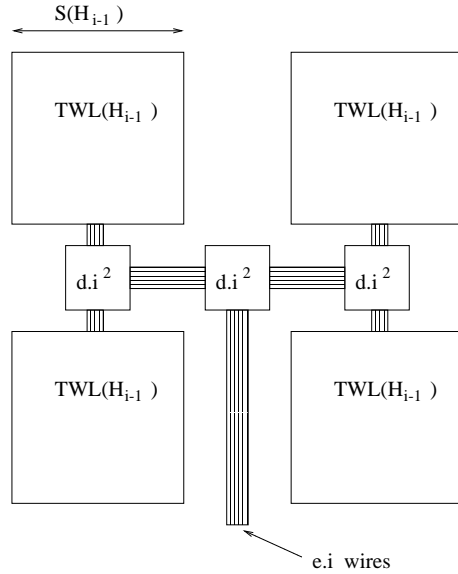 S(H i-1 )
TWL(H i-1 ) TWL(H i-1 )
d.i 2 d.i 2 d.i 2
TWL(H i-1 ) TWL(H i-1 )
e.i wires